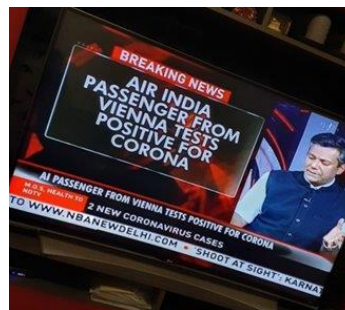 BREAKING NEWS
AIR INDIA
PASSENGER FROM
VIENNA TESTS
POSITIVE FOR
CORONA
AI PASSENGER FROM VIENNA TESTS POSITIVE FOR CORONA
M.O.S. HEALTH TO
NDTV
2 NEW CORONAVIRUS CASES
TO WWW.NBANEWDELHI.COM • 'SHOOT AT SIGHT': KARNAT